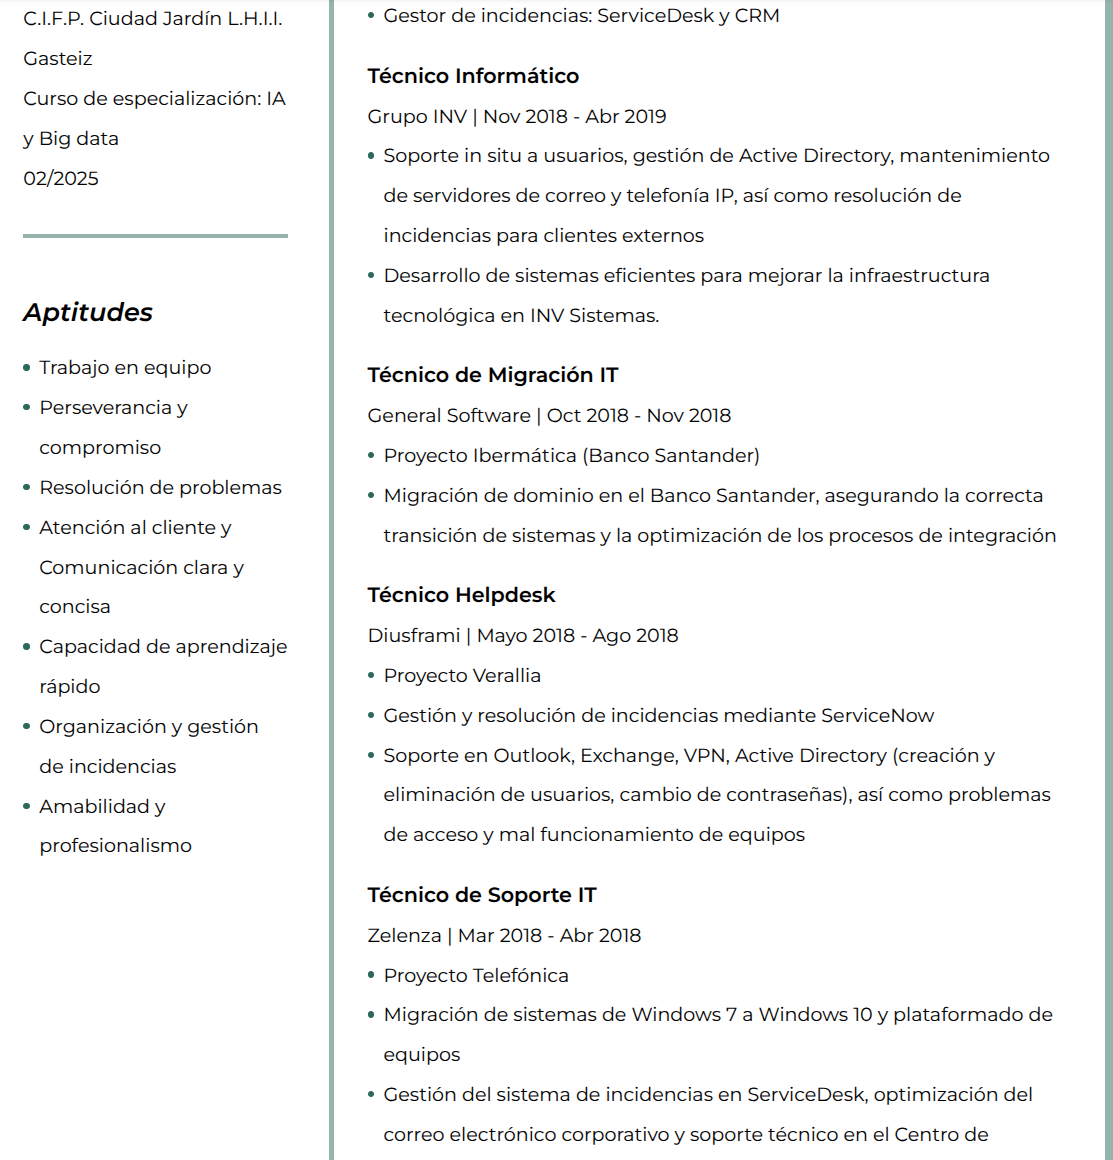 C.I.F.P. Ciudad Jardín L.H.I.I.
Gasteiz
Curso de especialización: IA
y Big data
02/2025
Aptitudes
Trabajo en equipo
Perseverancia y
compromiso
Resolución de problemas
Atención al cliente y
Comunicación clara y
concisa
Capacidad de aprendizaje
rápido
Organización y gestión
de incidencias
Amabilidad y
profesionalismo
Gestor de incidencias: ServiceDesk y CRM
Técnico Informático
Grupo INV | Nov 2018 - Abr 2019
Soporte in situ a usuarios, gestión de Active Directory, mantenimiento
de servidores de correo y telefonía IP, así como resolución de
incidencias para clientes externos
Desarrollo de sistemas eficientes para mejorar la infraestructura
tecnológica en INV Sistemas.
Técnico de Migración IT
General Software | Oct 2018 - Nov 2018
Proyecto Ibermática (Banco Santander)
Migración de dominio en el Banco Santander, asegurando la correcta
transición de sistemas y la optimización de los procesos de integración
Técnico Helpdesk
Diusframi | Mayo 2018 - Ago 2018
Proyecto Verallia
Gestión y resolución de incidencias mediante ServiceNow
Soporte en Outlook, Exchange, VPN, Active Directory (creación y
eliminación de usuarios, cambio de contraseñas), así como problemas
de acceso y mal funcionamiento de equipos
Técnico de Soporte IT
Zelenza | Mar 2018 - Abr 2018
Proyecto Telefónica
Migración de sistemas de Windows 7 a Windows 10 y plataformado de
equipos
Gestión del sistema de incidencias en ServiceDesk, optimización del
correo electrónico corporativo y soporte técnico en el Centro de